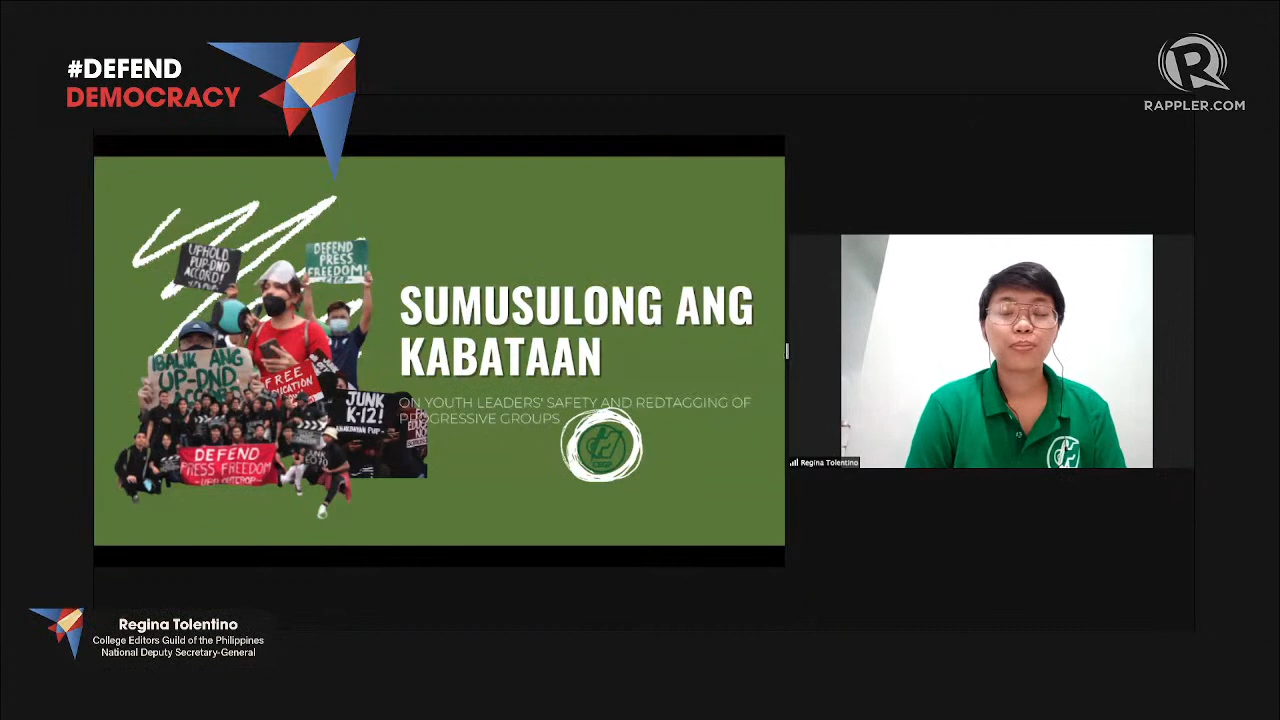 #DEFEND
DEMOCRACY
RAPPLER.COM
UPHOLD
PUP-DND
ACCORD!
DEFEND
PRESS
FREEDOM!
SUMUSULONG ANG
KABATAAN
IBALIK ANG
UP-DND
ACCORD
FREE
EDUCATION
JUNK
K-12!
ON YOUTH LEADERS' SAFETY AND REDTAGGING OF
PROGRESSIVE GROUPS
DEFEND
PRESS FREEDOM
CEGP
Regina Tolentino
Regina Tolentino
College Editors Guild of the Philippines
National Deputy Secretary-General